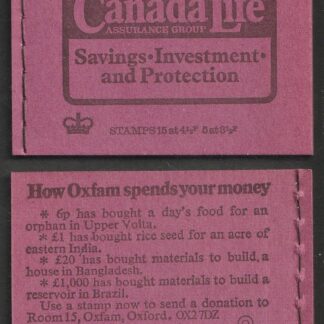 Canada Life
ASSURANCE GROUP
Savings·Investment·
and Protection
STAMPS 15 at 4½P 5 at 3½P
How Oxfam spends your money
* 6p has bought a day's food for an
orphan in Upper Volta.
* £1 has bought rice seed for an acre of
eastern India.
* £20 has bought materials to build, a
house in Bangladesh.
* £1,000 has bought materials to build a
reservoir in Brazil.
Use a stamp now to send a donation to
Room 15, Oxfam, Oxford. OX2 7DZ